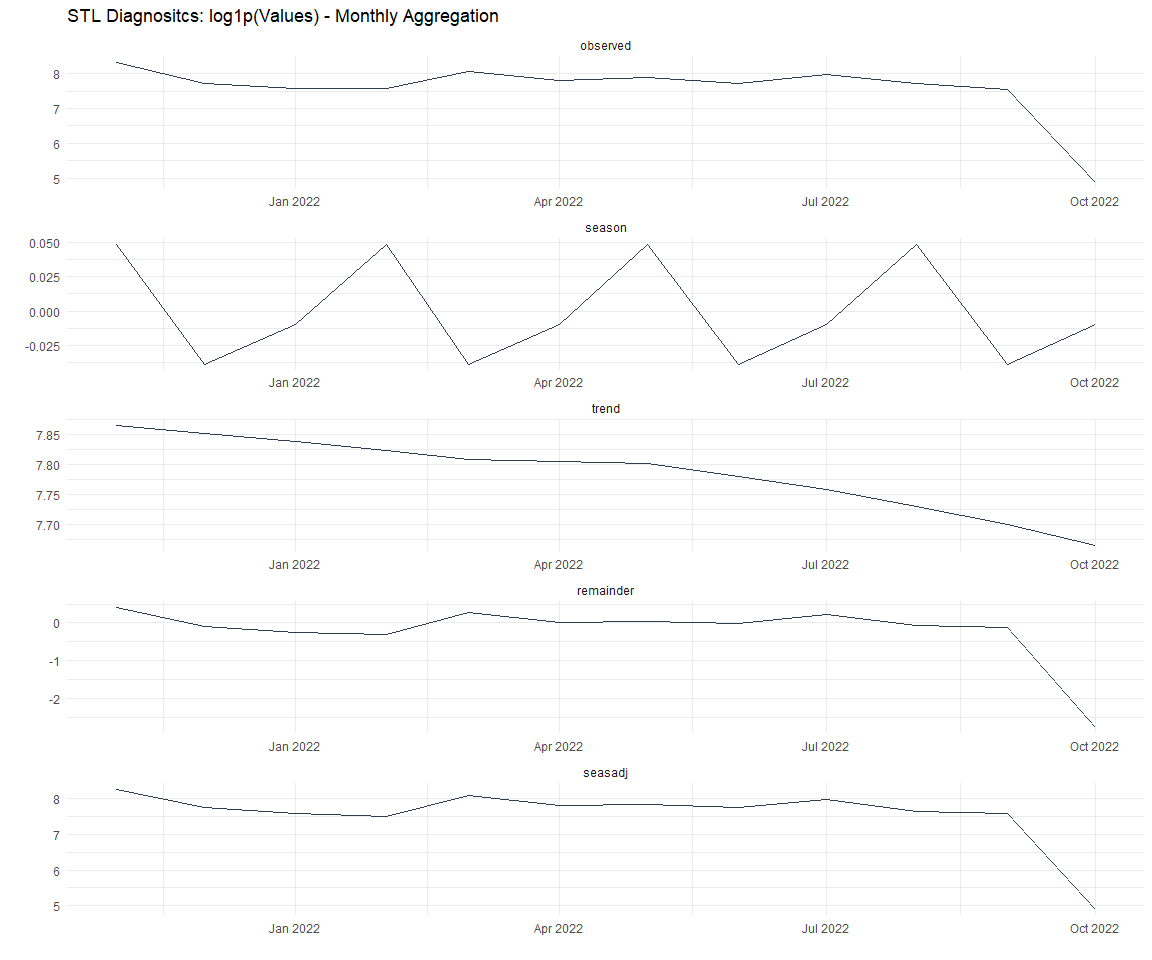 STL Diagnositcs: log1p(Values) - Monthly Aggregation
observed
8
7
6
5
Jan 2022 Apr 2022 Jul 2022 Oct 2022
season
0.050
0.025
0.000
-0.025
Jan 2022 Apr 2022 Jul 2022 Oct 2022
trend
7.85
7.80
7.75
7.70
Jan 2022 Apr 2022 Jul 2022 Oct 2022
remainder
0
-1
-2
Jan 2022 Apr 2022 Jul 2022 Oct 2022
seasadj
8
7
6
5
Jan 2022 Apr 2022 Jul 2022 Oct 2022